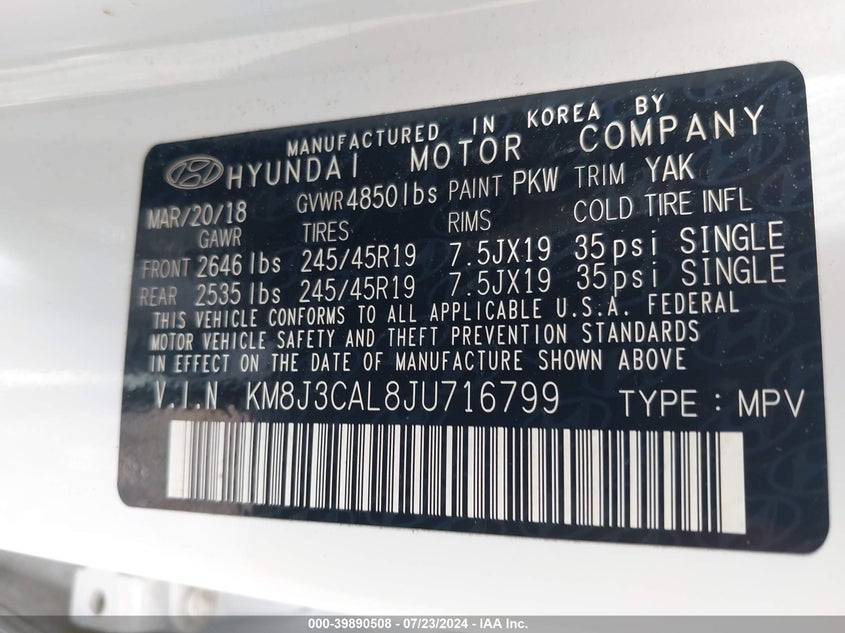 MANUFACTURED IN KOREA BY
HYUNDAI MOTOR COMPANY
MAR/20/18 GVWR 4850lbs PAINT PKW TRIM YAK
GAWR TIRES RIMS COLD TIRE INFL
FRONT 2646 lbs 245/45R19 7.5JX19 35psi SINGLE
REAR 2535 lbs 245/45R19 7.5JX19 35psi SINGLE
THIS VEHICLE CONFORMS TO ALL APPLICABLE U.S.A. FEDERAL
MOTOR VEHICLE SAFETY AND THEFT PREVENTION STANDARDS
IN EFFECT ON THE DATE OF MANUFACTURE SHOWN ABOVE
V.I.N KM8J3CAL8JU716799 TYPE : MPV
000-39890508 - 07/23/2024 - IAA Inc.